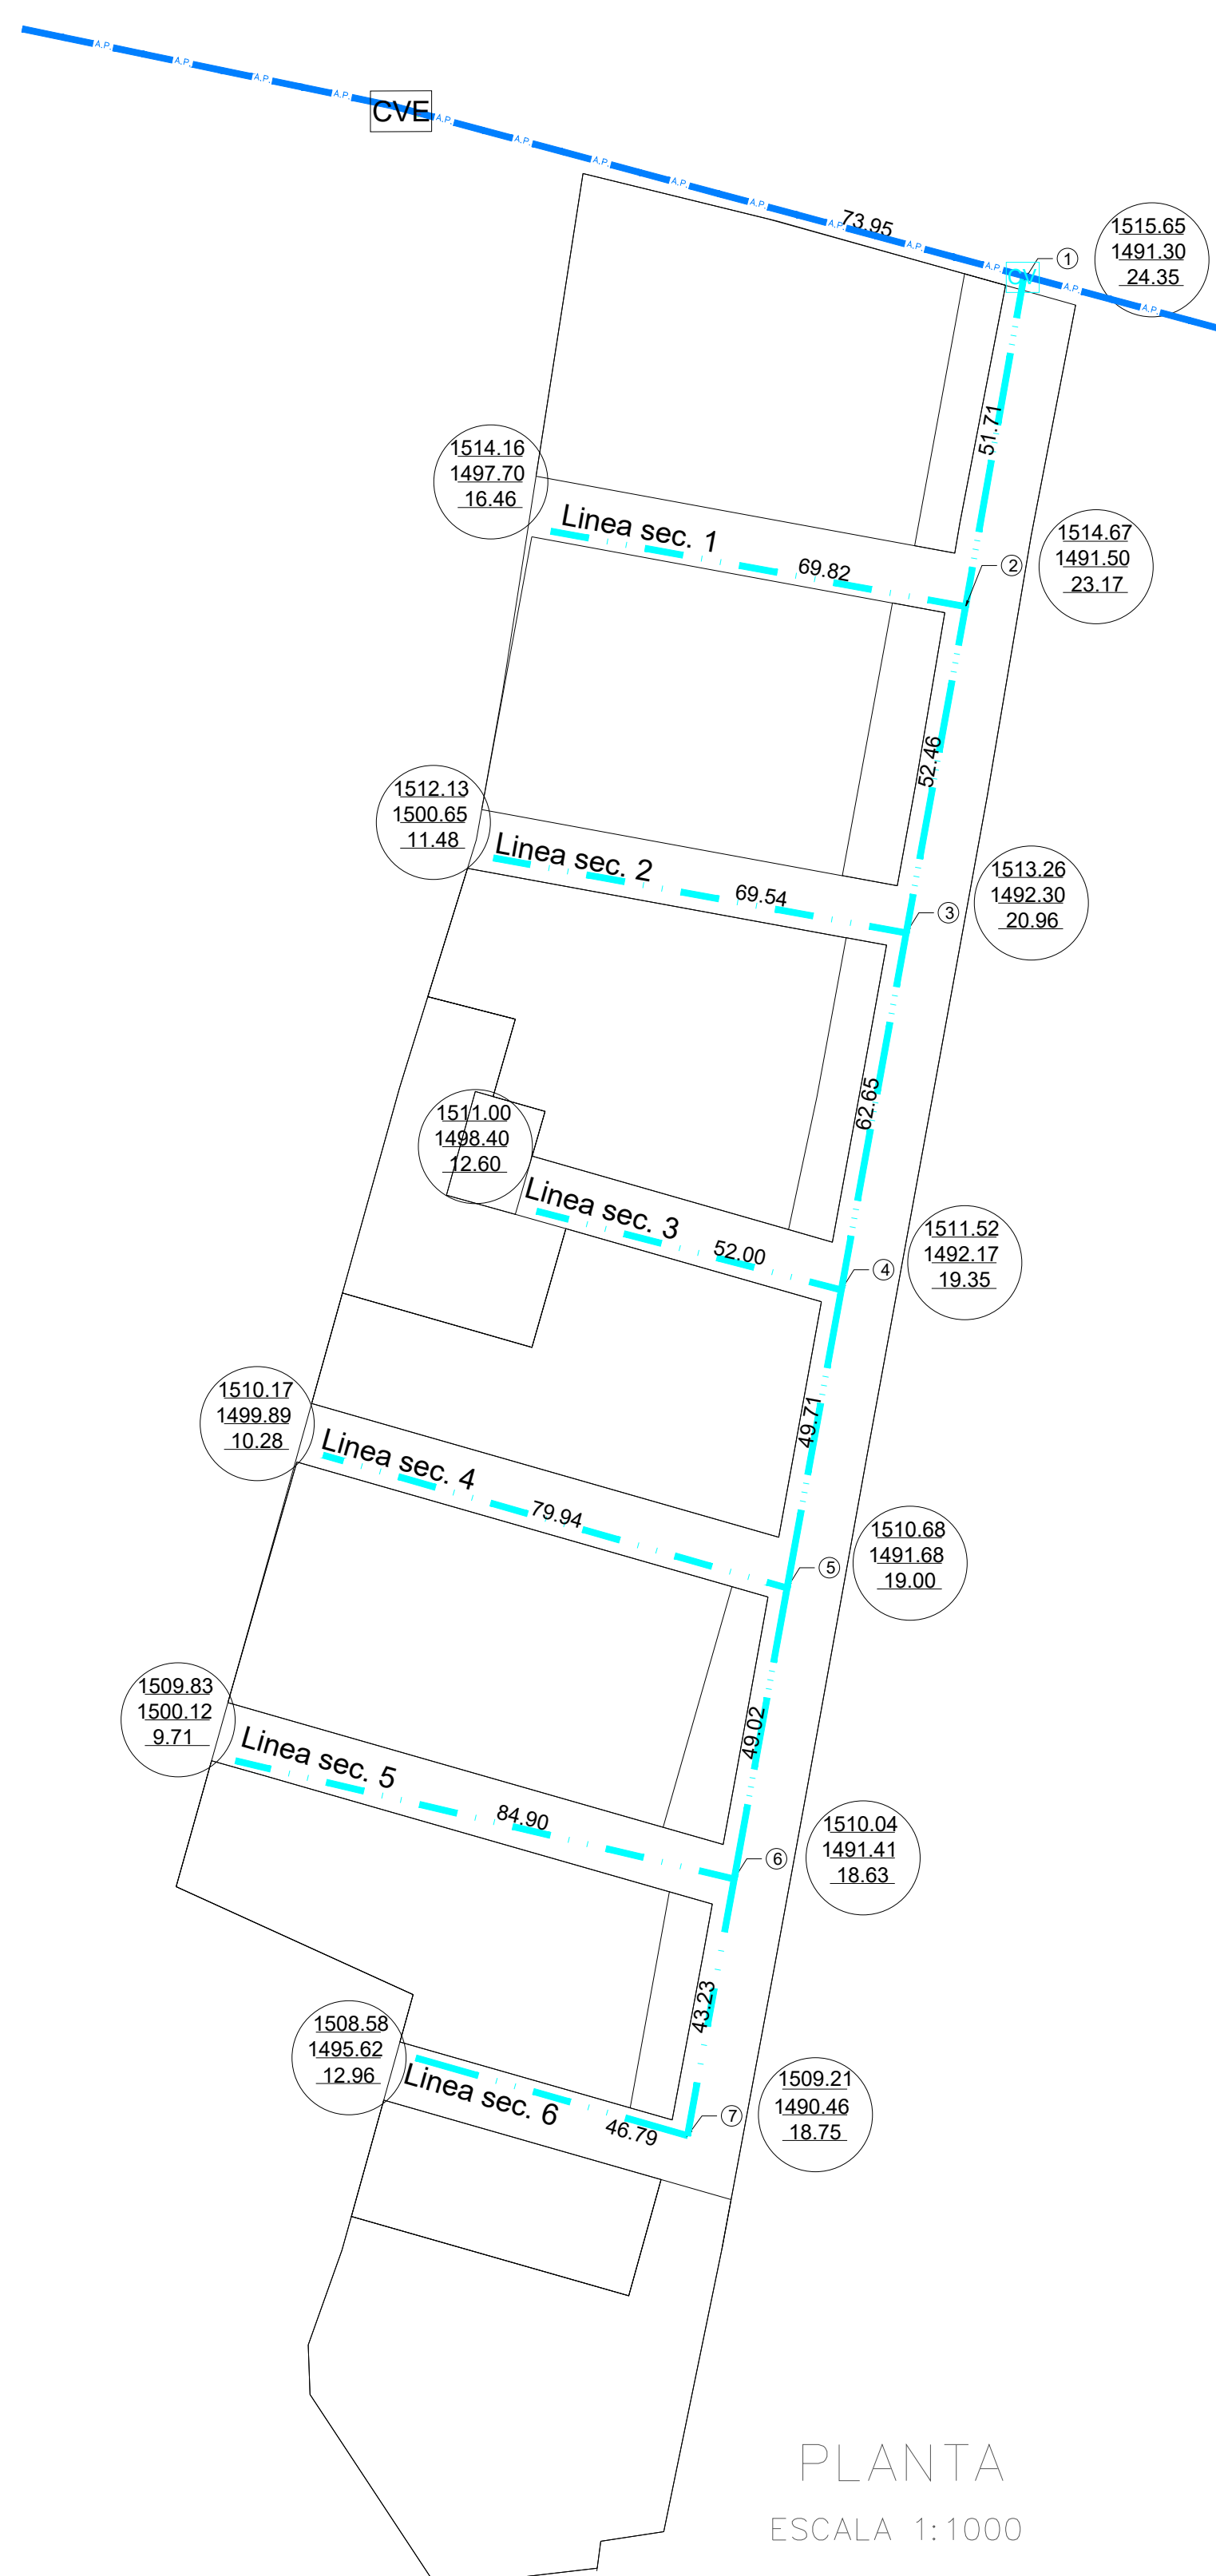 A.P.
A.P.
A.P.
A.P.
CVE
A.P.
A.P.
A.P.
A.P.
A.P.
73.95
A.P.
A.P.
A.P.
CV
A.P.
A.P.
1
1515.65
1491.30
24.35
51.71
1514.16
1497.70
16.46
Linea sec. 1
69.82
2
1514.67
1491.50
23.17
52.46
1512.13
1500.65
11.48
Linea sec. 2
69.54
3
1513.26
1492.30
20.96
62.65
1511.00
1498.40
12.60
Linea sec. 3
52.00
4
1511.52
1492.17
19.35
49.71
1510.17
1499.89
10.28
Linea sec. 4
79.94
5
1510.68
1491.68
19.00
49.02
1509.83
1500.12
9.71
Linea sec. 5
84.90
6
1510.04
1491.41
18.63
43.23
1508.58
1495.62
12.96
Linea sec. 6
46.79
7
1509.21
1490.46
18.75
PLANTA
ESCALA 1:1000